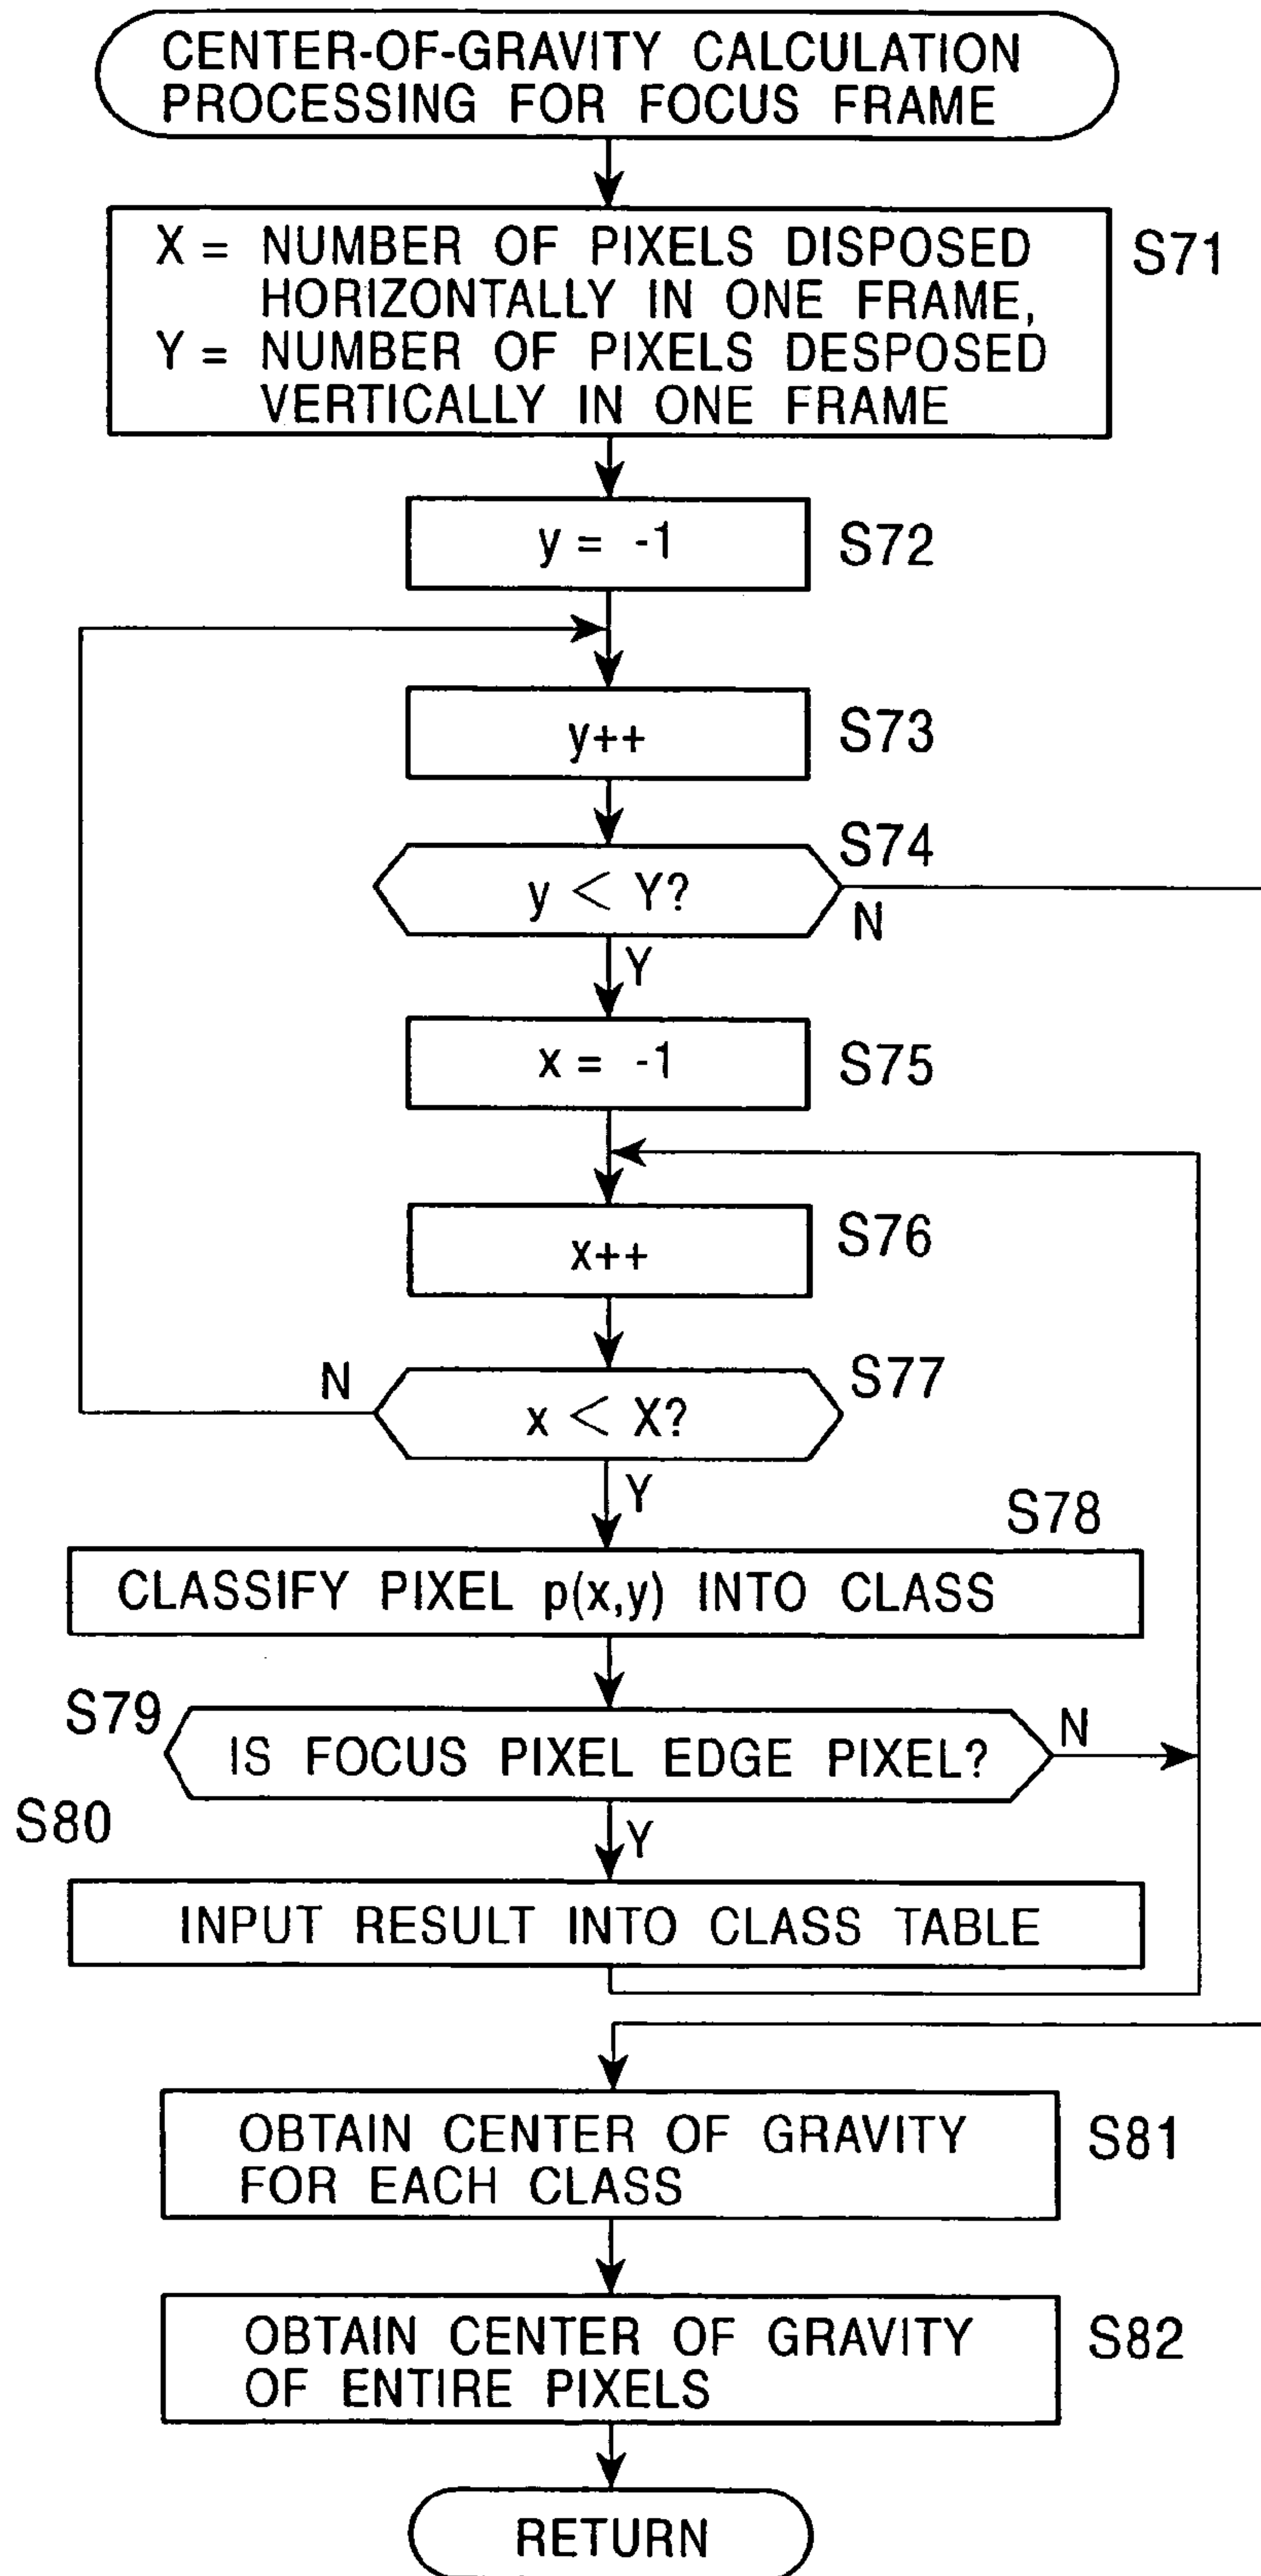 CENTER-OF-GRAVITY CALCULATION
PROCESSING FOR FOCUS FRAME
X = NUMBER OF PIXELS DISPOSED
HORIZONTALLY IN ONE FRAME,
Y = NUMBER OF PIXELS DESPOSED
VERTICALLY IN ONE FRAME
S71
y = -1
S72
y++
S73
S74
y < Y?
N
Y
x = -1
S75
x++
S76
N
S77
x < X?
Y
S78
CLASSIFY PIXEL p(x,y) INTO CLASS
S79
IS FOCUS PIXEL EDGE PIXEL?
N
S80
Y
INPUT RESULT INTO CLASS TABLE
OBTAIN CENTER OF GRAVITY
FOR EACH CLASS
S81
OBTAIN CENTER OF GRAVITY
OF ENTIRE PIXELS
S82
RETURN